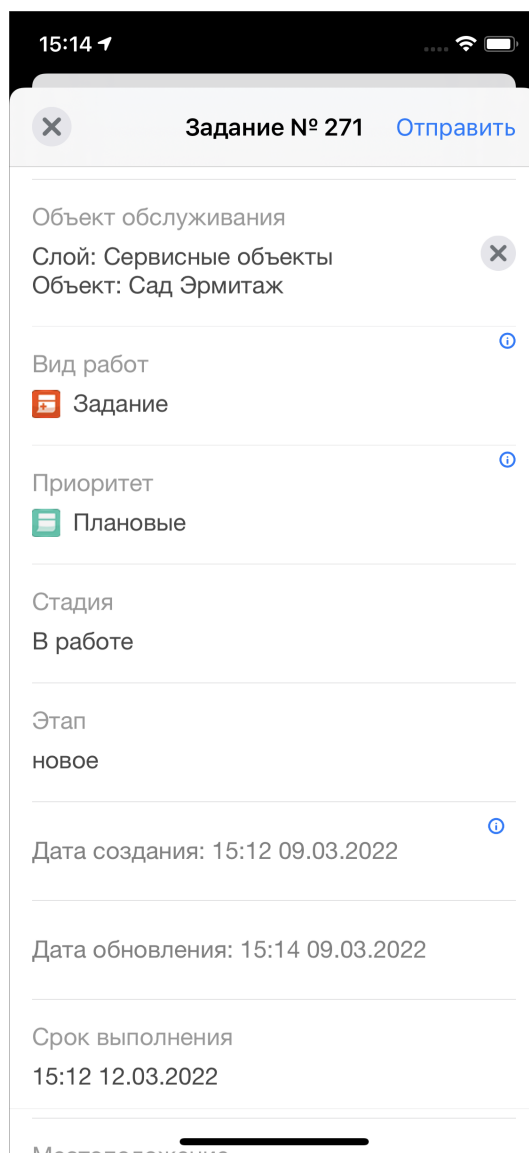 15:14
Задание № 271
Отправить
Объект обслуживания
Слой: Сервисные объекты
Объект: Сад Эрмитаж
Вид работ
Задание
Приоритет
Плановые
Стадия
В работе
Этап
новое
Дата создания: 15:12 09.03.2022
Дата обновления: 15:14 09.03.2022
Срок выполнения
15:12 12.03.2022
Местоположение